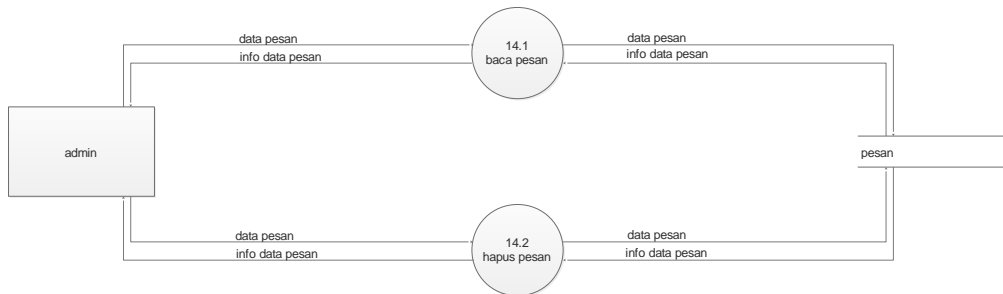 data pesan
info data pesan
14.1
baca pesan
data pesan
info data pesan
admin
pesan
data pesan
info data pesan
14.2
hapus pesan
data pesan
info data pesan